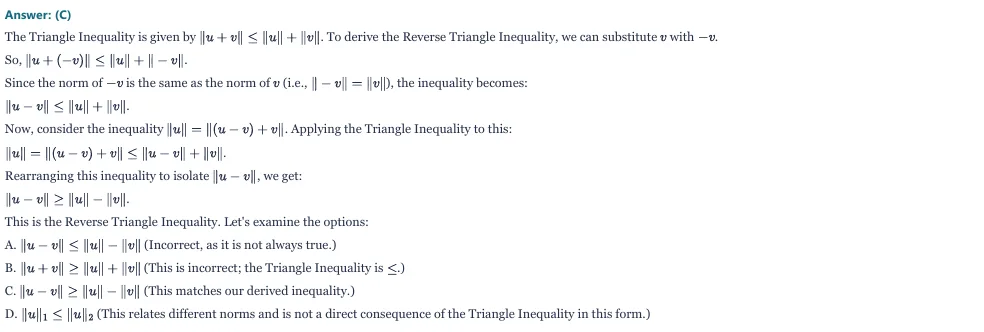 Answer: (C)
The Triangle Inequality is given by ‖u + v‖ ≤ ‖u‖ + ‖v‖. To derive the Reverse Triangle Inequality, we can substitute v with −v.
So, ‖u + (−v)‖ ≤ ‖u‖ + ‖ − v‖.
Since the norm of −v is the same as the norm of v (i.e., ‖ − v‖ = ‖v‖), the inequality becomes:
‖u − v‖ ≤ ‖u‖ + ‖v‖.
Now, consider the inequality ‖u‖ = ‖(u − v) + v‖. Applying the Triangle Inequality to this:
‖u‖ = ‖(u − v) + v‖ ≤ ‖u − v‖ + ‖v‖.
Rearranging this inequality to isolate ‖u − v‖, we get:
‖u − v‖ ≥ ‖u‖ − ‖v‖.
This is the Reverse Triangle Inequality. Let's examine the options:
A. ‖u − v‖ ≤ ‖u‖ − ‖v‖ (Incorrect, as it is not always true.)
B. ‖u + v‖ ≥ ‖u‖ + ‖v‖ (This is incorrect; the Triangle Inequality is ≤.)
C. ‖u − v‖ ≥ ‖u‖ − ‖v‖ (This matches our derived inequality.)
D. ‖u‖₁ ≤ ‖u‖₂ (This relates different norms and is not a direct consequence of the Triangle Inequality in this form.)